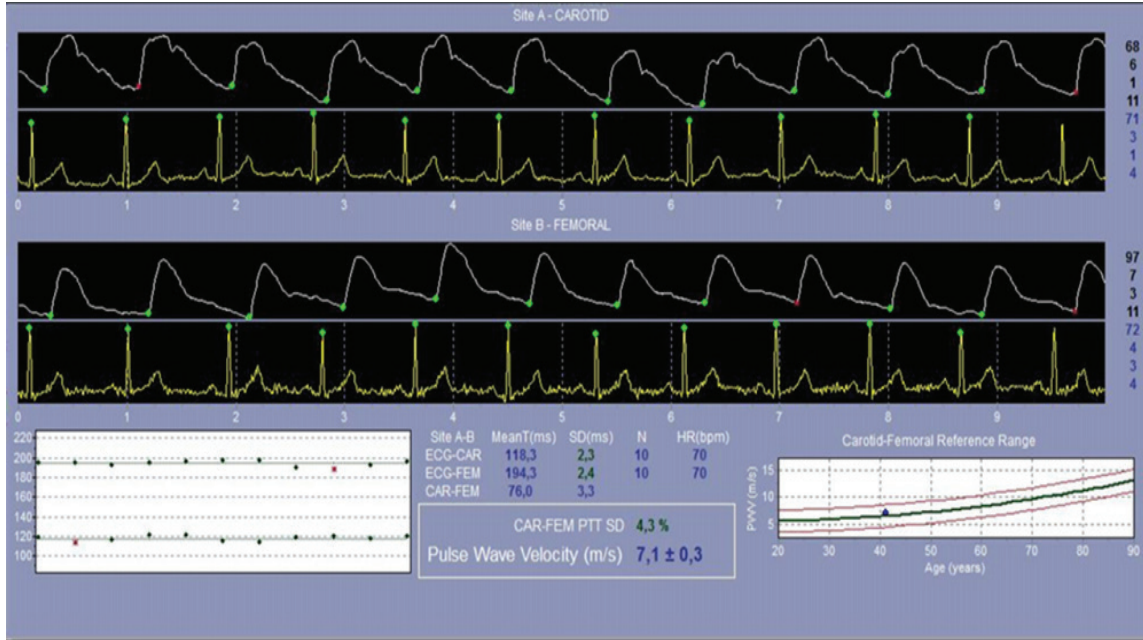 Site A - CAROTID
68
6
1
11
71
3
1
4
0 1 2 3 4 5 6 7 8 9
Site B - FEMORAL
97
7
3
11
72
4
3
4
0 1 2 3 4 5 6 7 8 9
220
200
180
160
140
120
100
Site A-B MeanT(ms) SD(ms) N HR(bpm)
ECG-CAR 118,3 2,3 10 70
ECG-FEM 194,3 2,4 10 70
CAR-FEM 76,0 3,3
CAR-FEM PTT SD 4,3 %
Pulse Wave Velocity (m/s) 7,1 ± 0,3
Carotid-Femoral Reference Range
PWV (m/s)
15
10
5
20 30 40 50 60 70 80 90
Age (years)